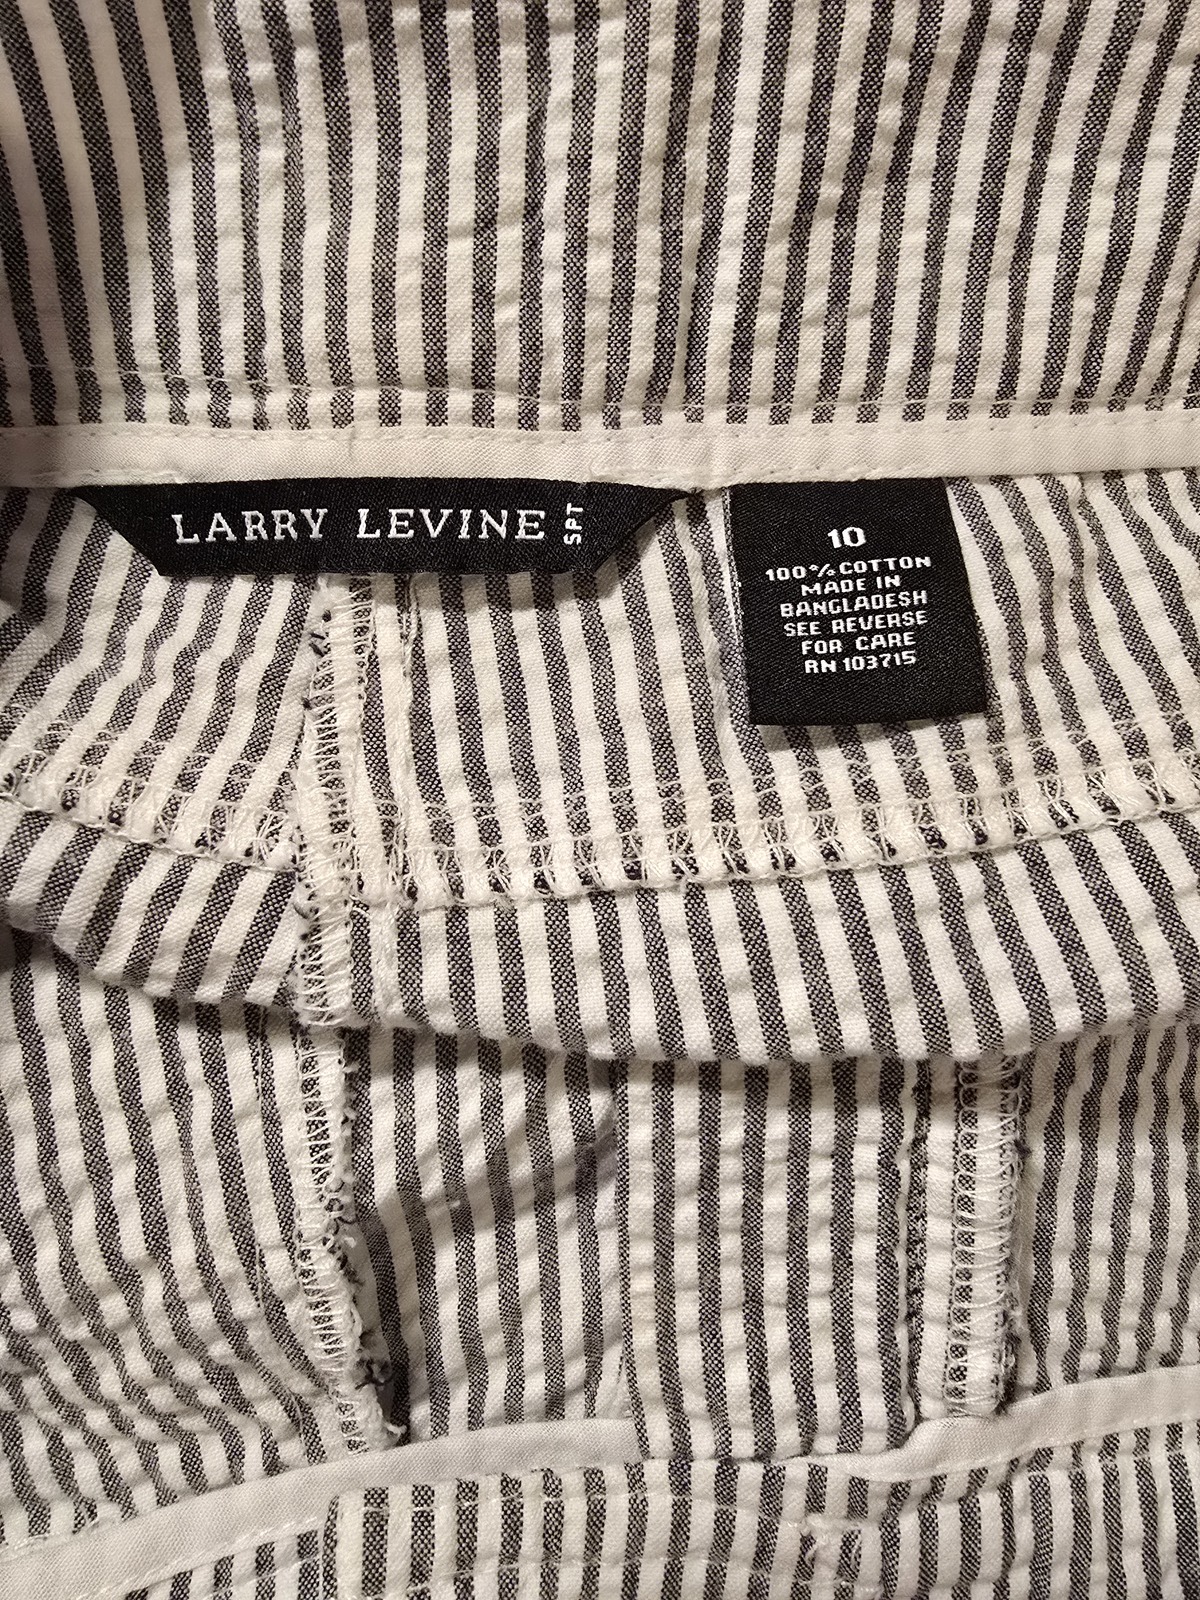 LARRY LEVINE SPT
10
100% COTTON
MADE IN
BANGLADESH
SEE REVERSE
FOR CARE
RN 103715